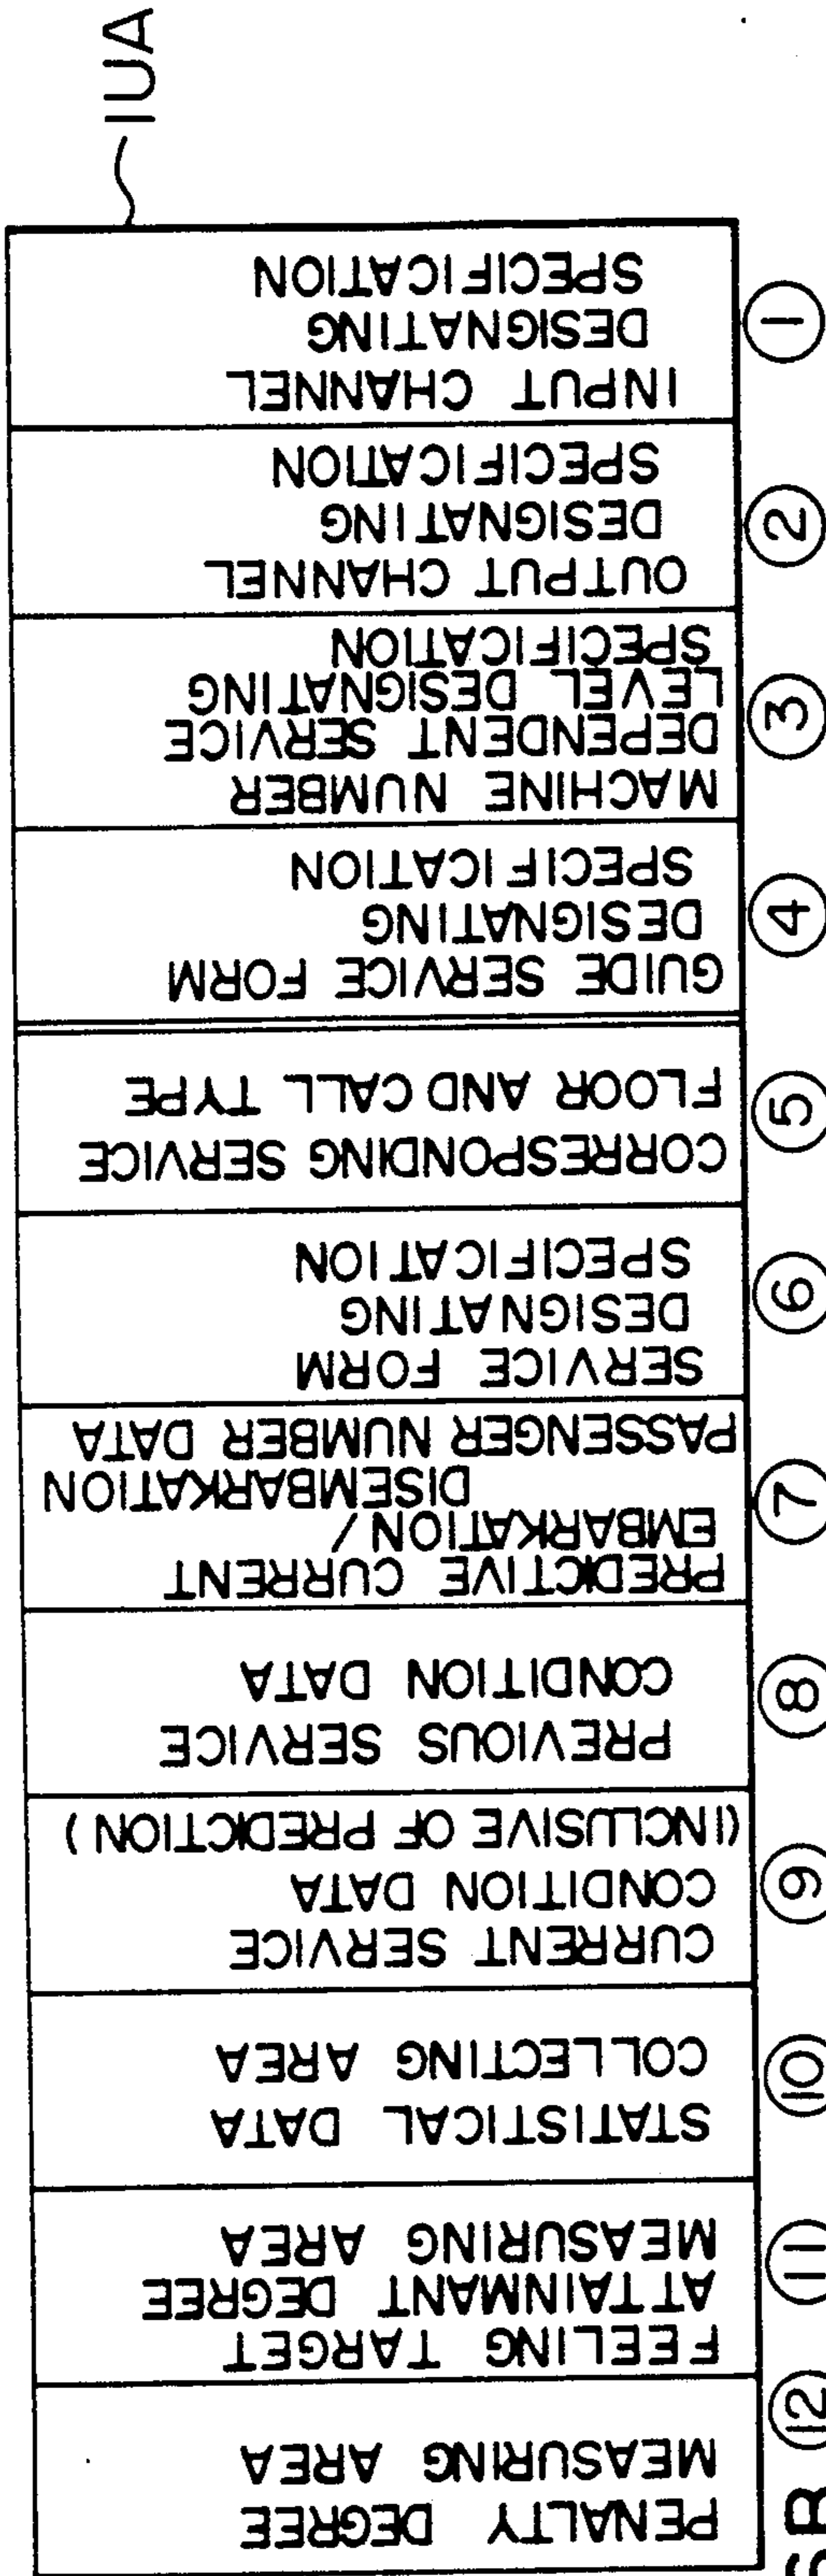 IUA
INPUT CHANNEL
DESIGNATING
SPECIFICATION
1
OUTPUT CHANNEL
DESIGNATING
SPECIFICATION
2
MACHINE NUMBER
DEPENDENT SERVICE
LEVEL DESIGNATING
SPECIFICATION
3
GUIDE SERVICE FORM
DESIGNATING
SPECIFICATION
4
CORRESPONDING SERVICE
FLOOR AND CALL TYPE
5
SERVICE FORM
DESIGNATING
SPECIFICATION
6
PREDICTIVE CURRENT
EMBARKATION /
DISEMBARKATION
PASSENGER NUMBER DATA
7
PREVIOUS SERVICE
CONDITION DATA
8
CURRENT SERVICE
CONDITION DATA
(INCLUSIVE OF PREDICTION)
9
STATISTICAL DATA
COLLECTING AREA
10
FEELING TARGET
ATTAINMANT DEGREE
MEASURING AREA
11
PENALTY DEGREE
MEASURING AREA
12